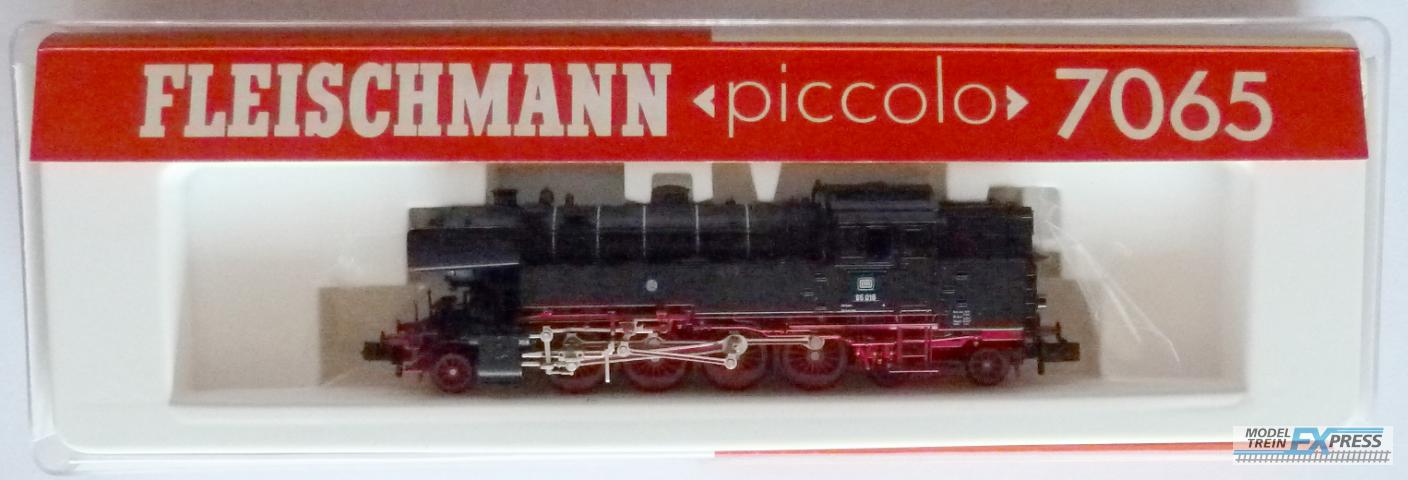 FLEISCHMANN <piccolo> 7065
DB
MODEL
TREIN EXPRESS